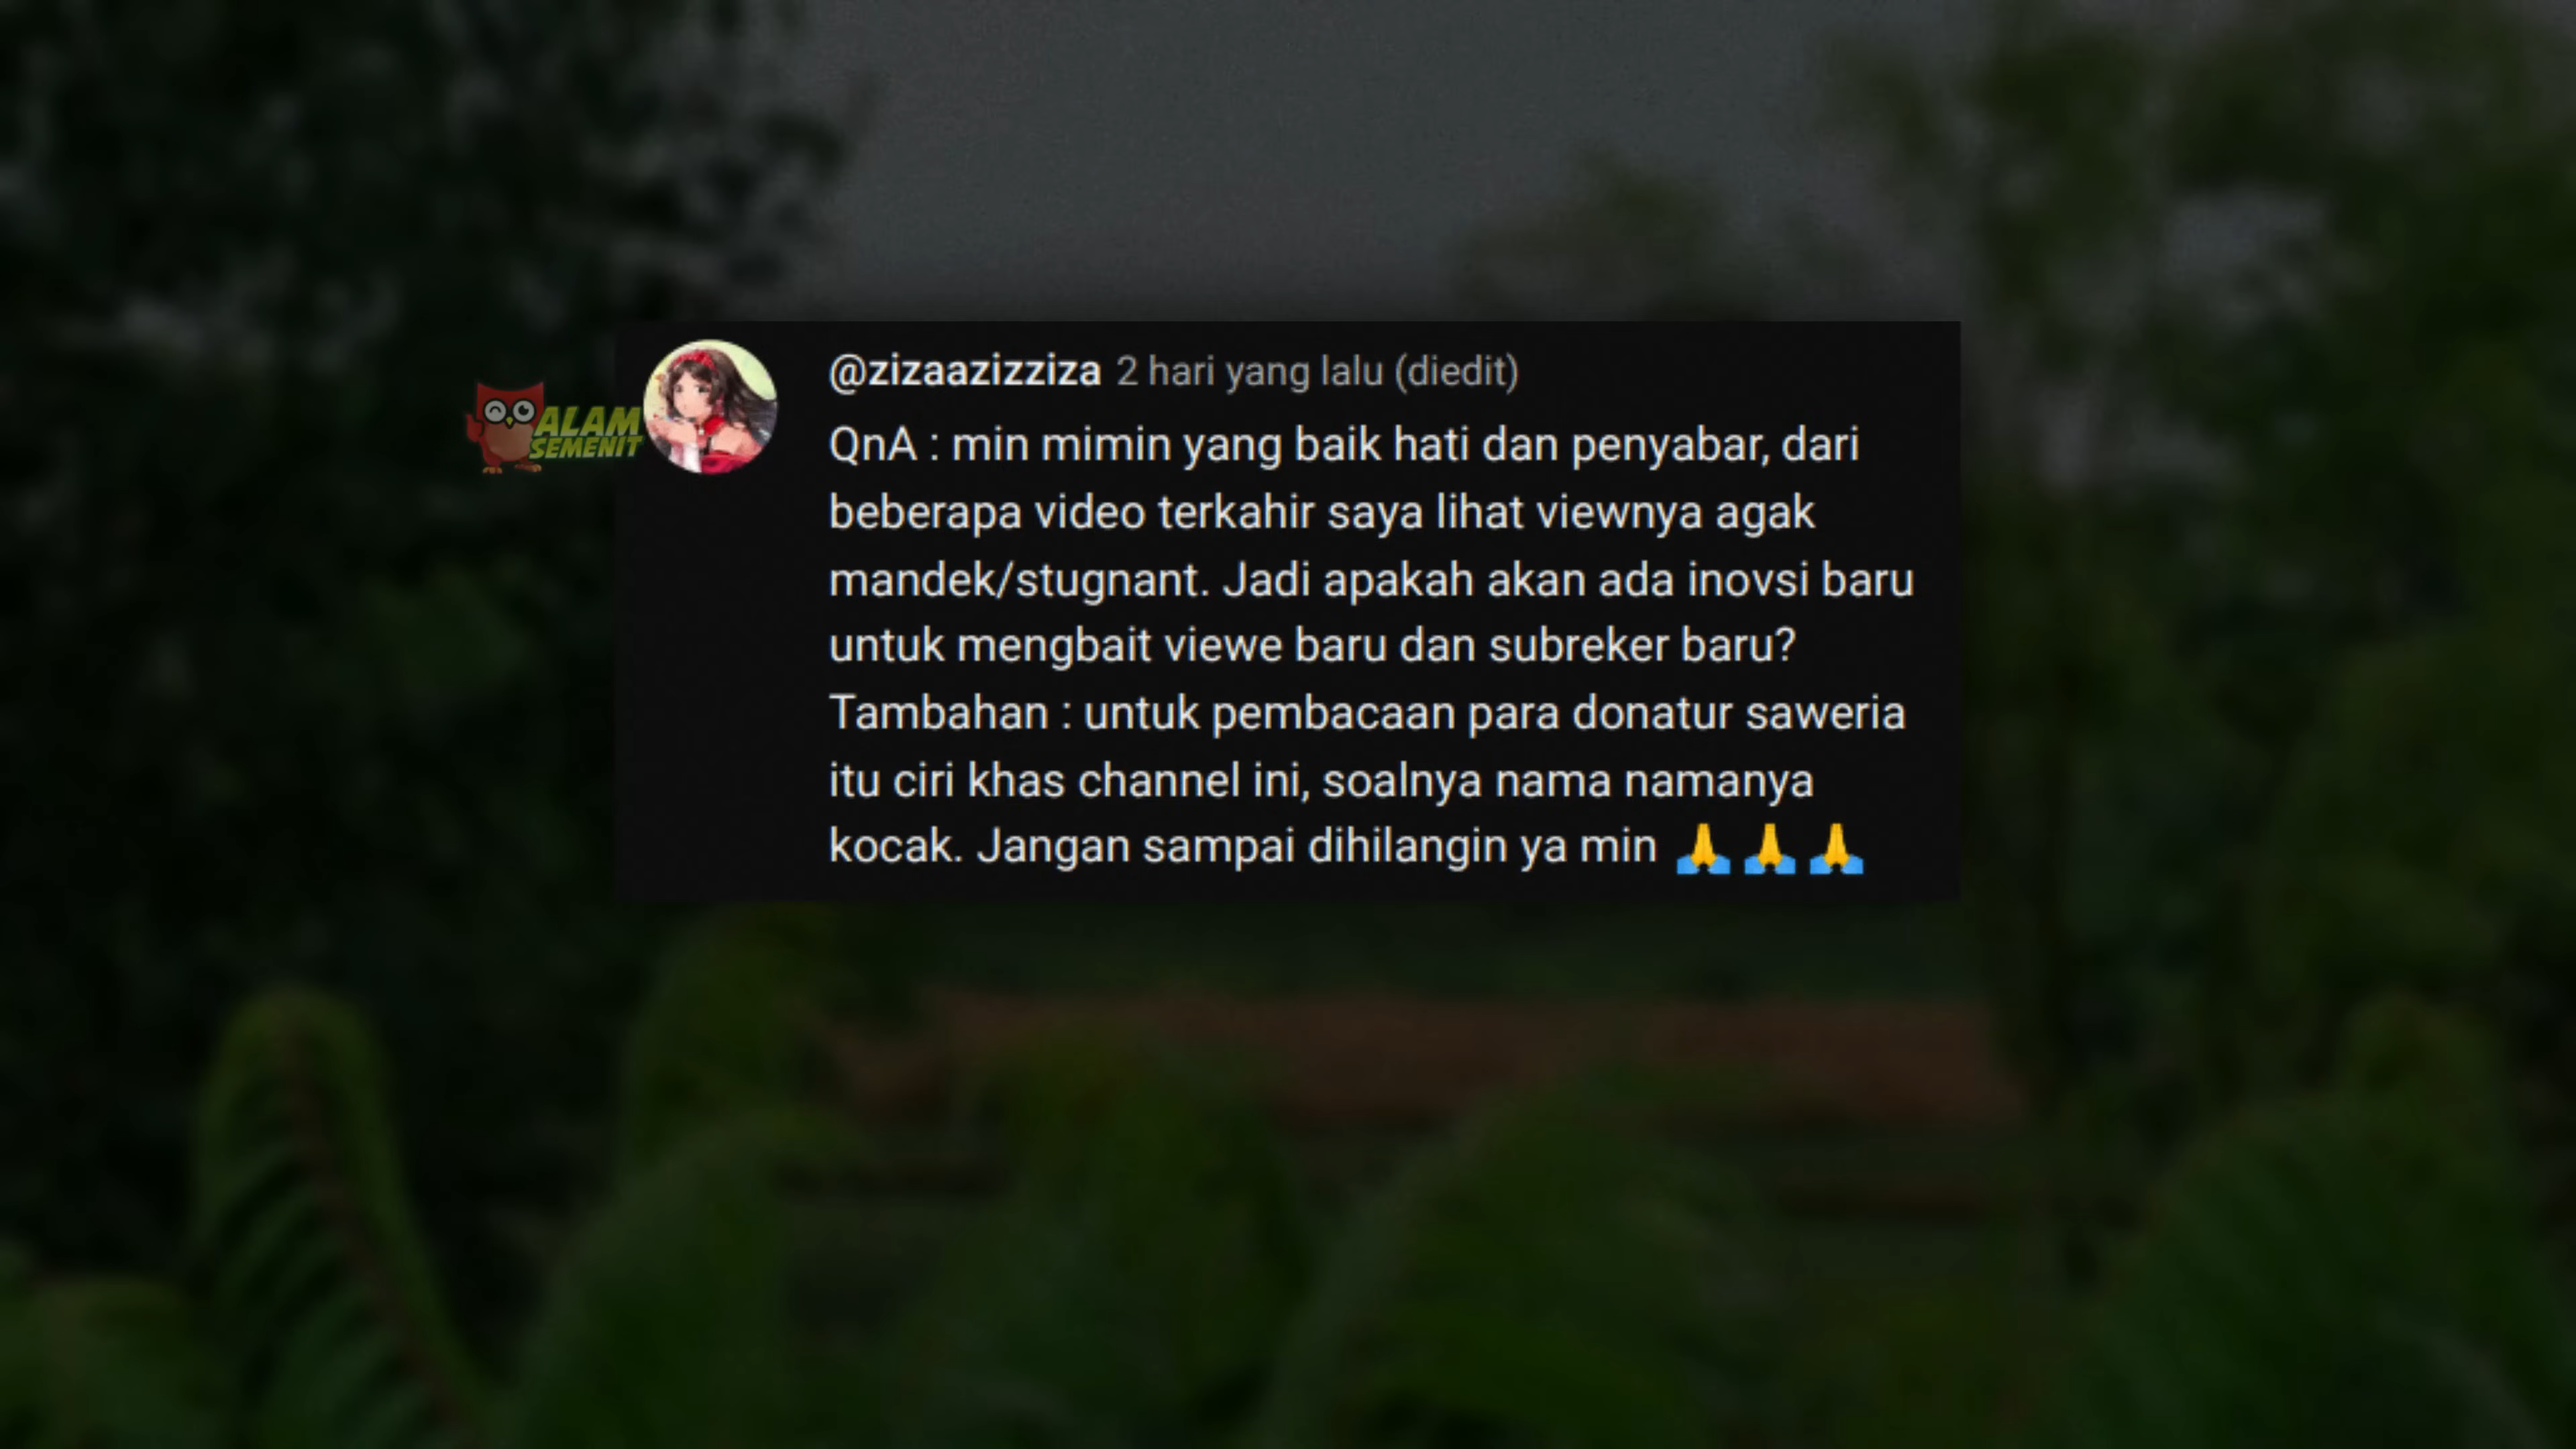 ALAM
SEMENIT
@zizaazizziza 2 hari yang lalu (diedit)
QnA : min mimin yang baik hati dan penyabar, dari
beberapa video terkahir saya lihat viewnya agak
mandek/stugnant. Jadi apakah akan ada inovsi baru
untuk mengbait viewe baru dan subreker baru?
Tambahan : untuk pembacaan para donatur saweria
itu ciri khas channel ini, soalnya nama namanya
kocak. Jangan sampai dihilangin ya min 🙏🙏🙏